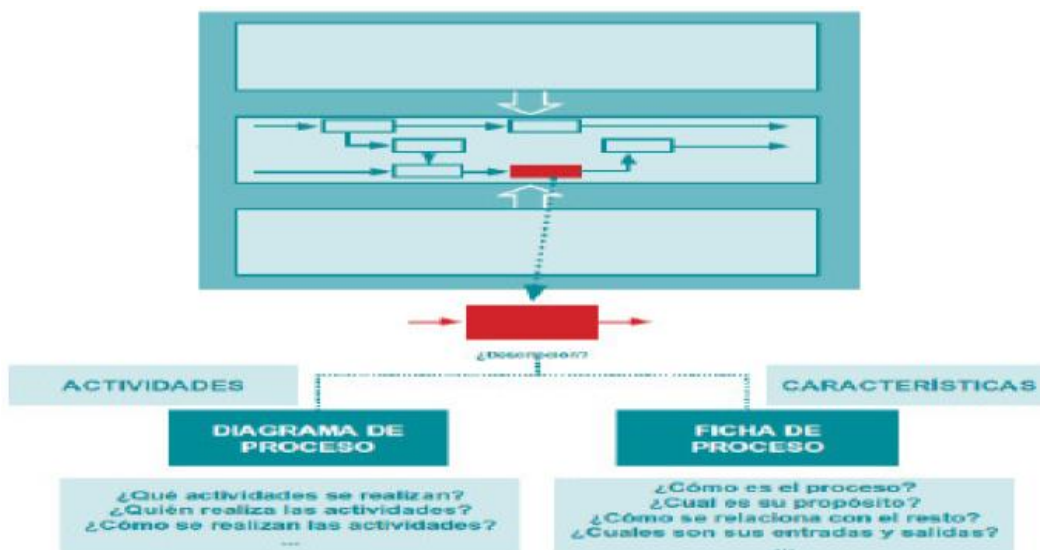 ¿Descripción?
ACTIVIDADES
CARACTERÍSTICAS
DIAGRAMA DE
PROCESO
FICHA DE
PROCESO
¿Qué actividades se realizan?
¿Quién realiza las actividades?
¿Cómo se realizan las actividades?
...
¿Cómo es el proceso?
¿Cual es su propósito?
¿Cómo se relaciona con el resto?
¿Cuales son sus entradas y salidas?
...